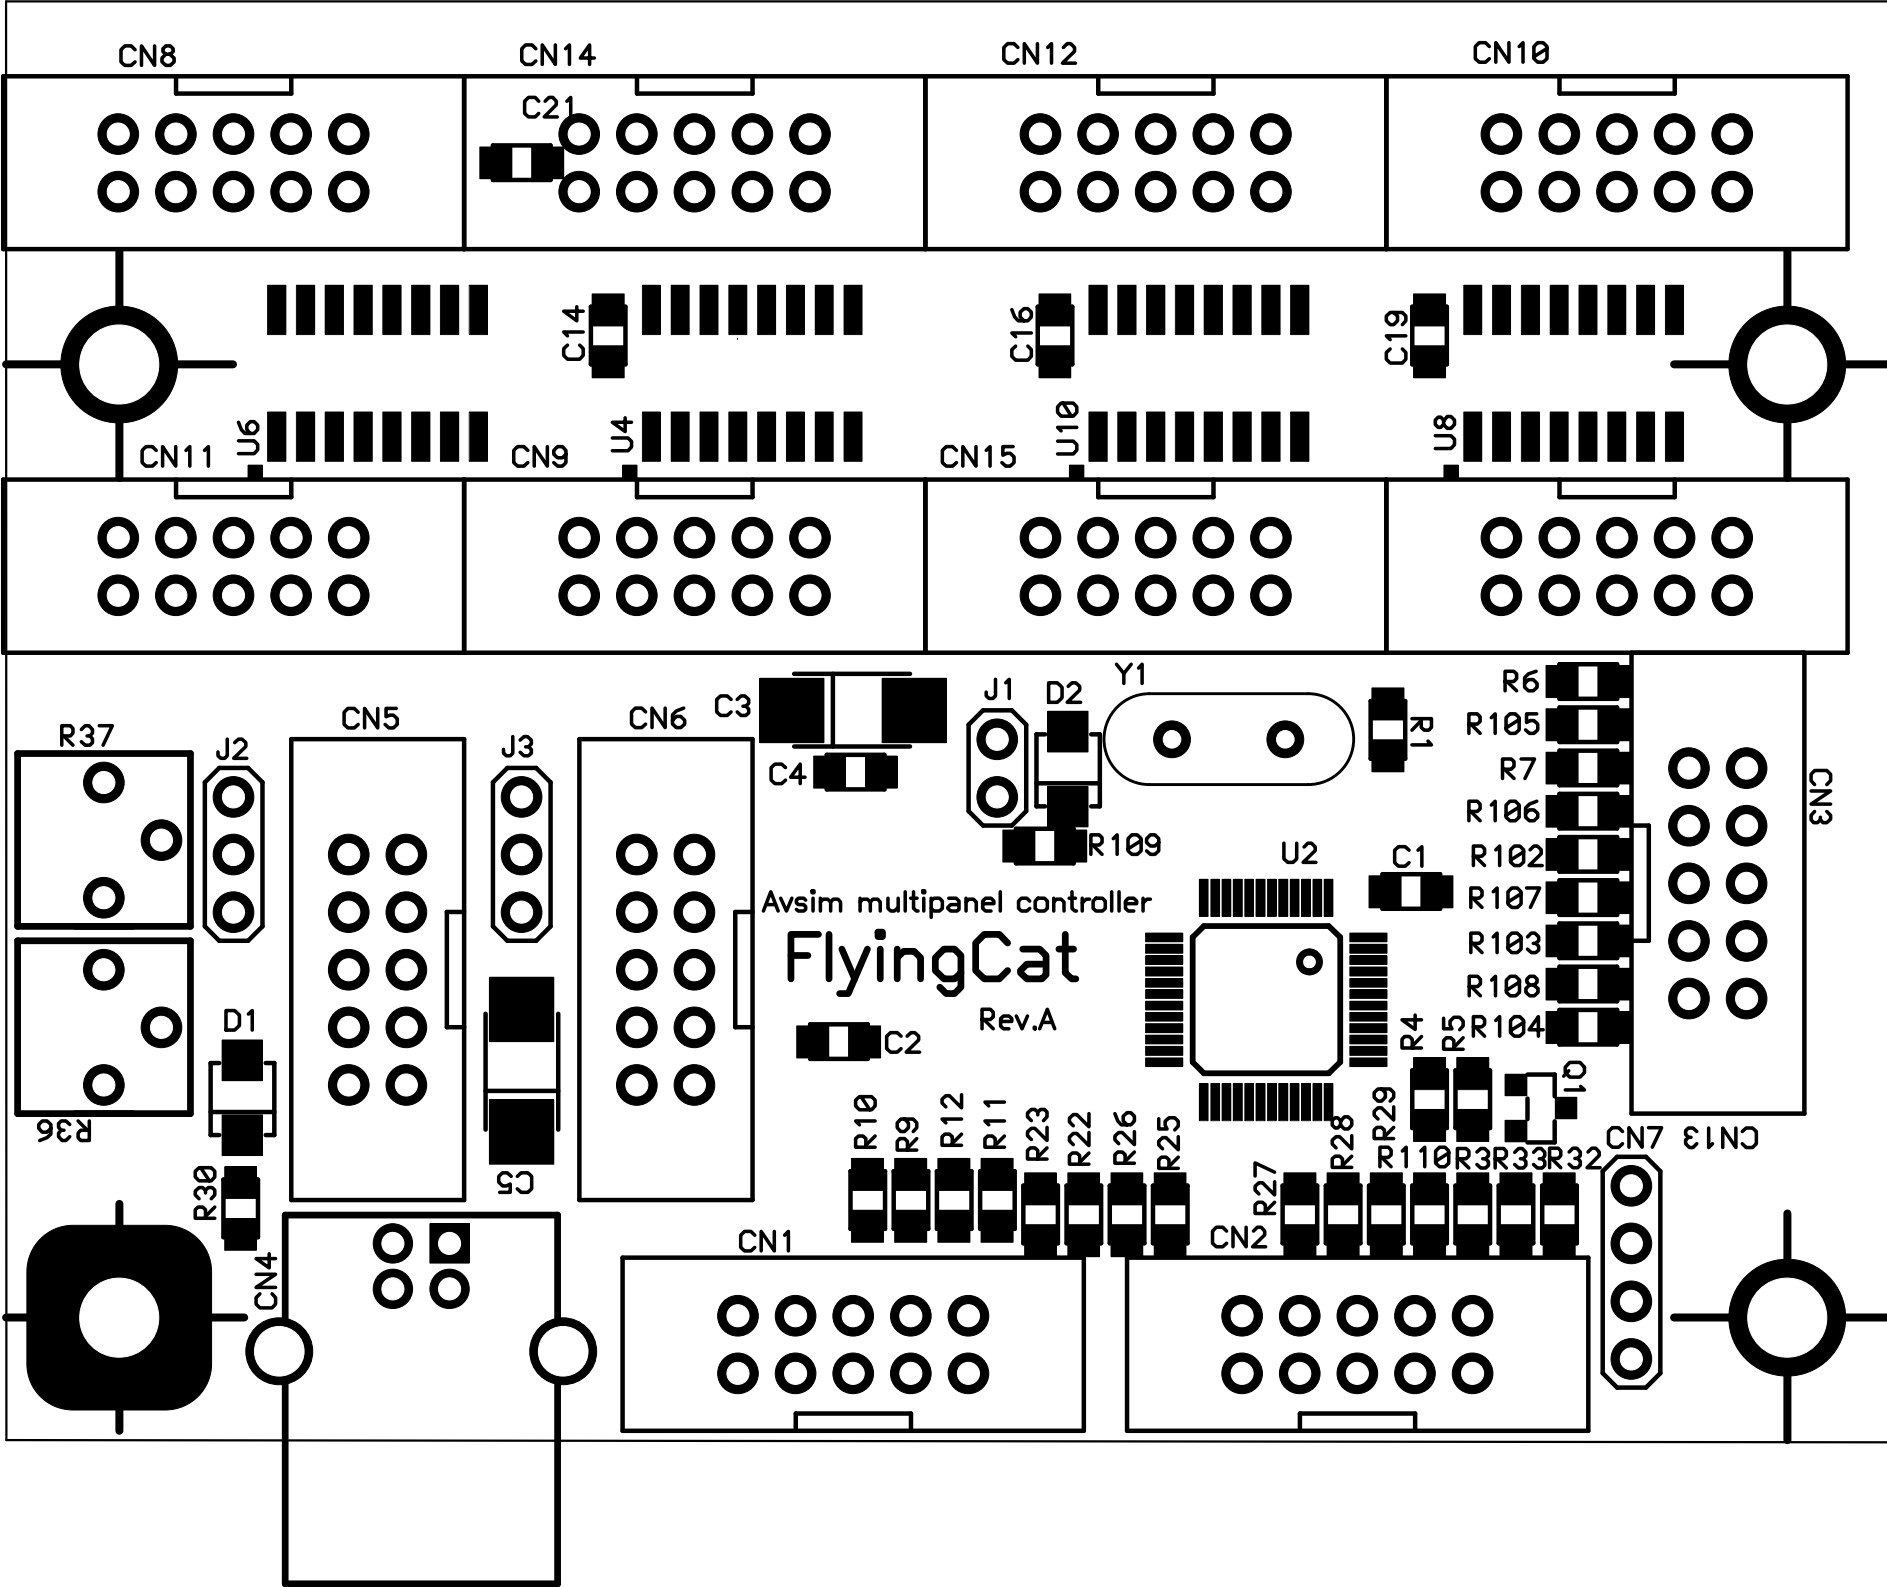 CN8
CN14
CN12
CN10
C21
C14
C16
C19
U6
U4
U10
U8
CN11
CN9
CN15
R37
J2
CN5
J3
CN6
C3
C4
J1
D2
Y1
R1
R109
R6
R105
R7
R106
R102
R107
R103
R108
R104
CN3
U2
C1
Avsim multipanel controller
FlyingCat
Rev.A
C2
D1
R36
R30
C5
R10
R9
R12
R11
R23
R22
R26
R25
R4
R5
Q1
R27
R28
R29
R110
R3
R33
R32
CN7
CN13
CN4
CN1
CN2